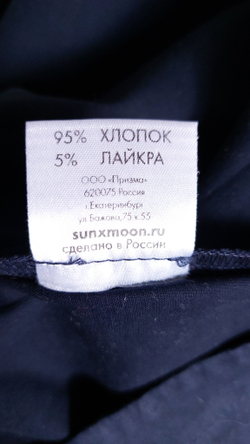 95% ХЛОПОК
5% ЛАЙКРА
ООО «Призма»
620075 Россия
г.Екатеринбург
ул.Бажова,75 к.55
sunxmoon.ru
сделано в России